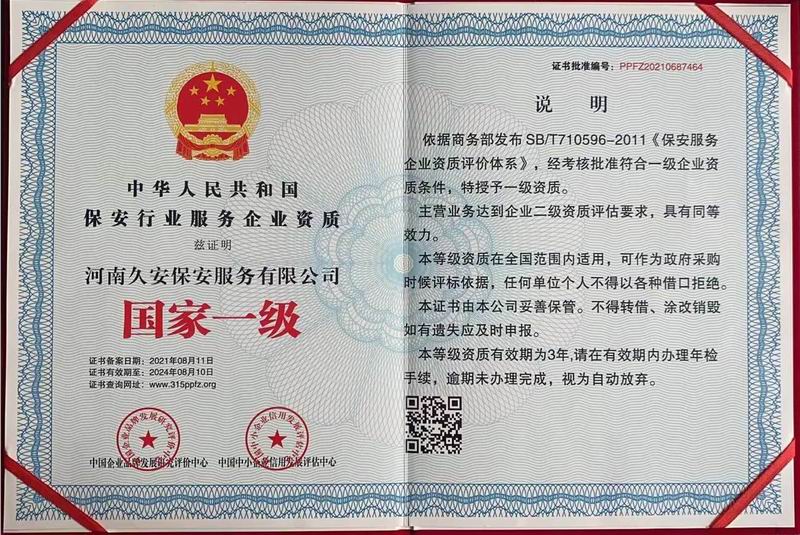 中华人民共和国
保安行业服务企业资质
兹证明
河南久安保安服务有限公司
国家一级
证书备案日期：2021年08月11日
证书有效期至：2024年08月10日
证书查询网址：www.315ppfz.org
中国企业品牌发展研究评价中心
中国中小企业信用发展评估中心
证书批准编号：PPFZ20210687464
说 明
依据商务部发布 SB/T710596-2011《保安服务
企业资质评价体系》，经考核批准符合一级企业资
质条件，特授予一级资质。
主营业务达到企业二级资质评估要求，具有同等
效力。
本等级资质在全国范围内适用，可作为政府采购
时候评标依据，任何单位个人不得以各种借口拒绝。
本证书由本公司妥善保管。不得转借、涂改销毁
如有遗失应及时申报。
本等级资质有效期为3年,请在有效期内办理年检
手续，逾期未办理完成，视为自动放弃。